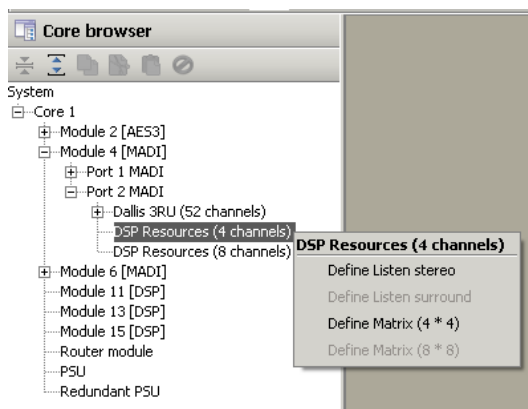 Core browser
System
Core 1
Module 2 [AES3]
Module 4 [MADI]
Port 1 MADI
Port 2 MADI
Dallis 3RU (52 channels)
DSP Resources (4 channels)
DSP Resources (8 channels)
Module 6 [MADI]
Module 11 [DSP]
Module 13 [DSP]
Module 15 [DSP]
Router module
PSU
Redundant PSU
DSP Resources (4 channels)
Define Listen stereo
Define Listen surround
Define Matrix (4 * 4)
Define Matrix (8 * 8)